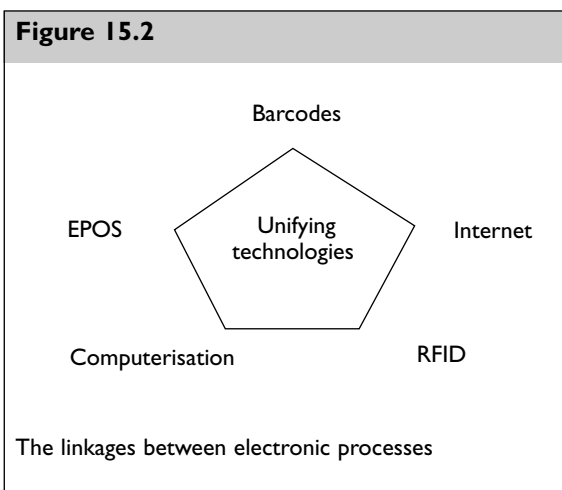 Figure 15.2
Barcodes
EPOS
Unifying
technologies
Internet
Computerisation
RFID
The linkages between electronic processes